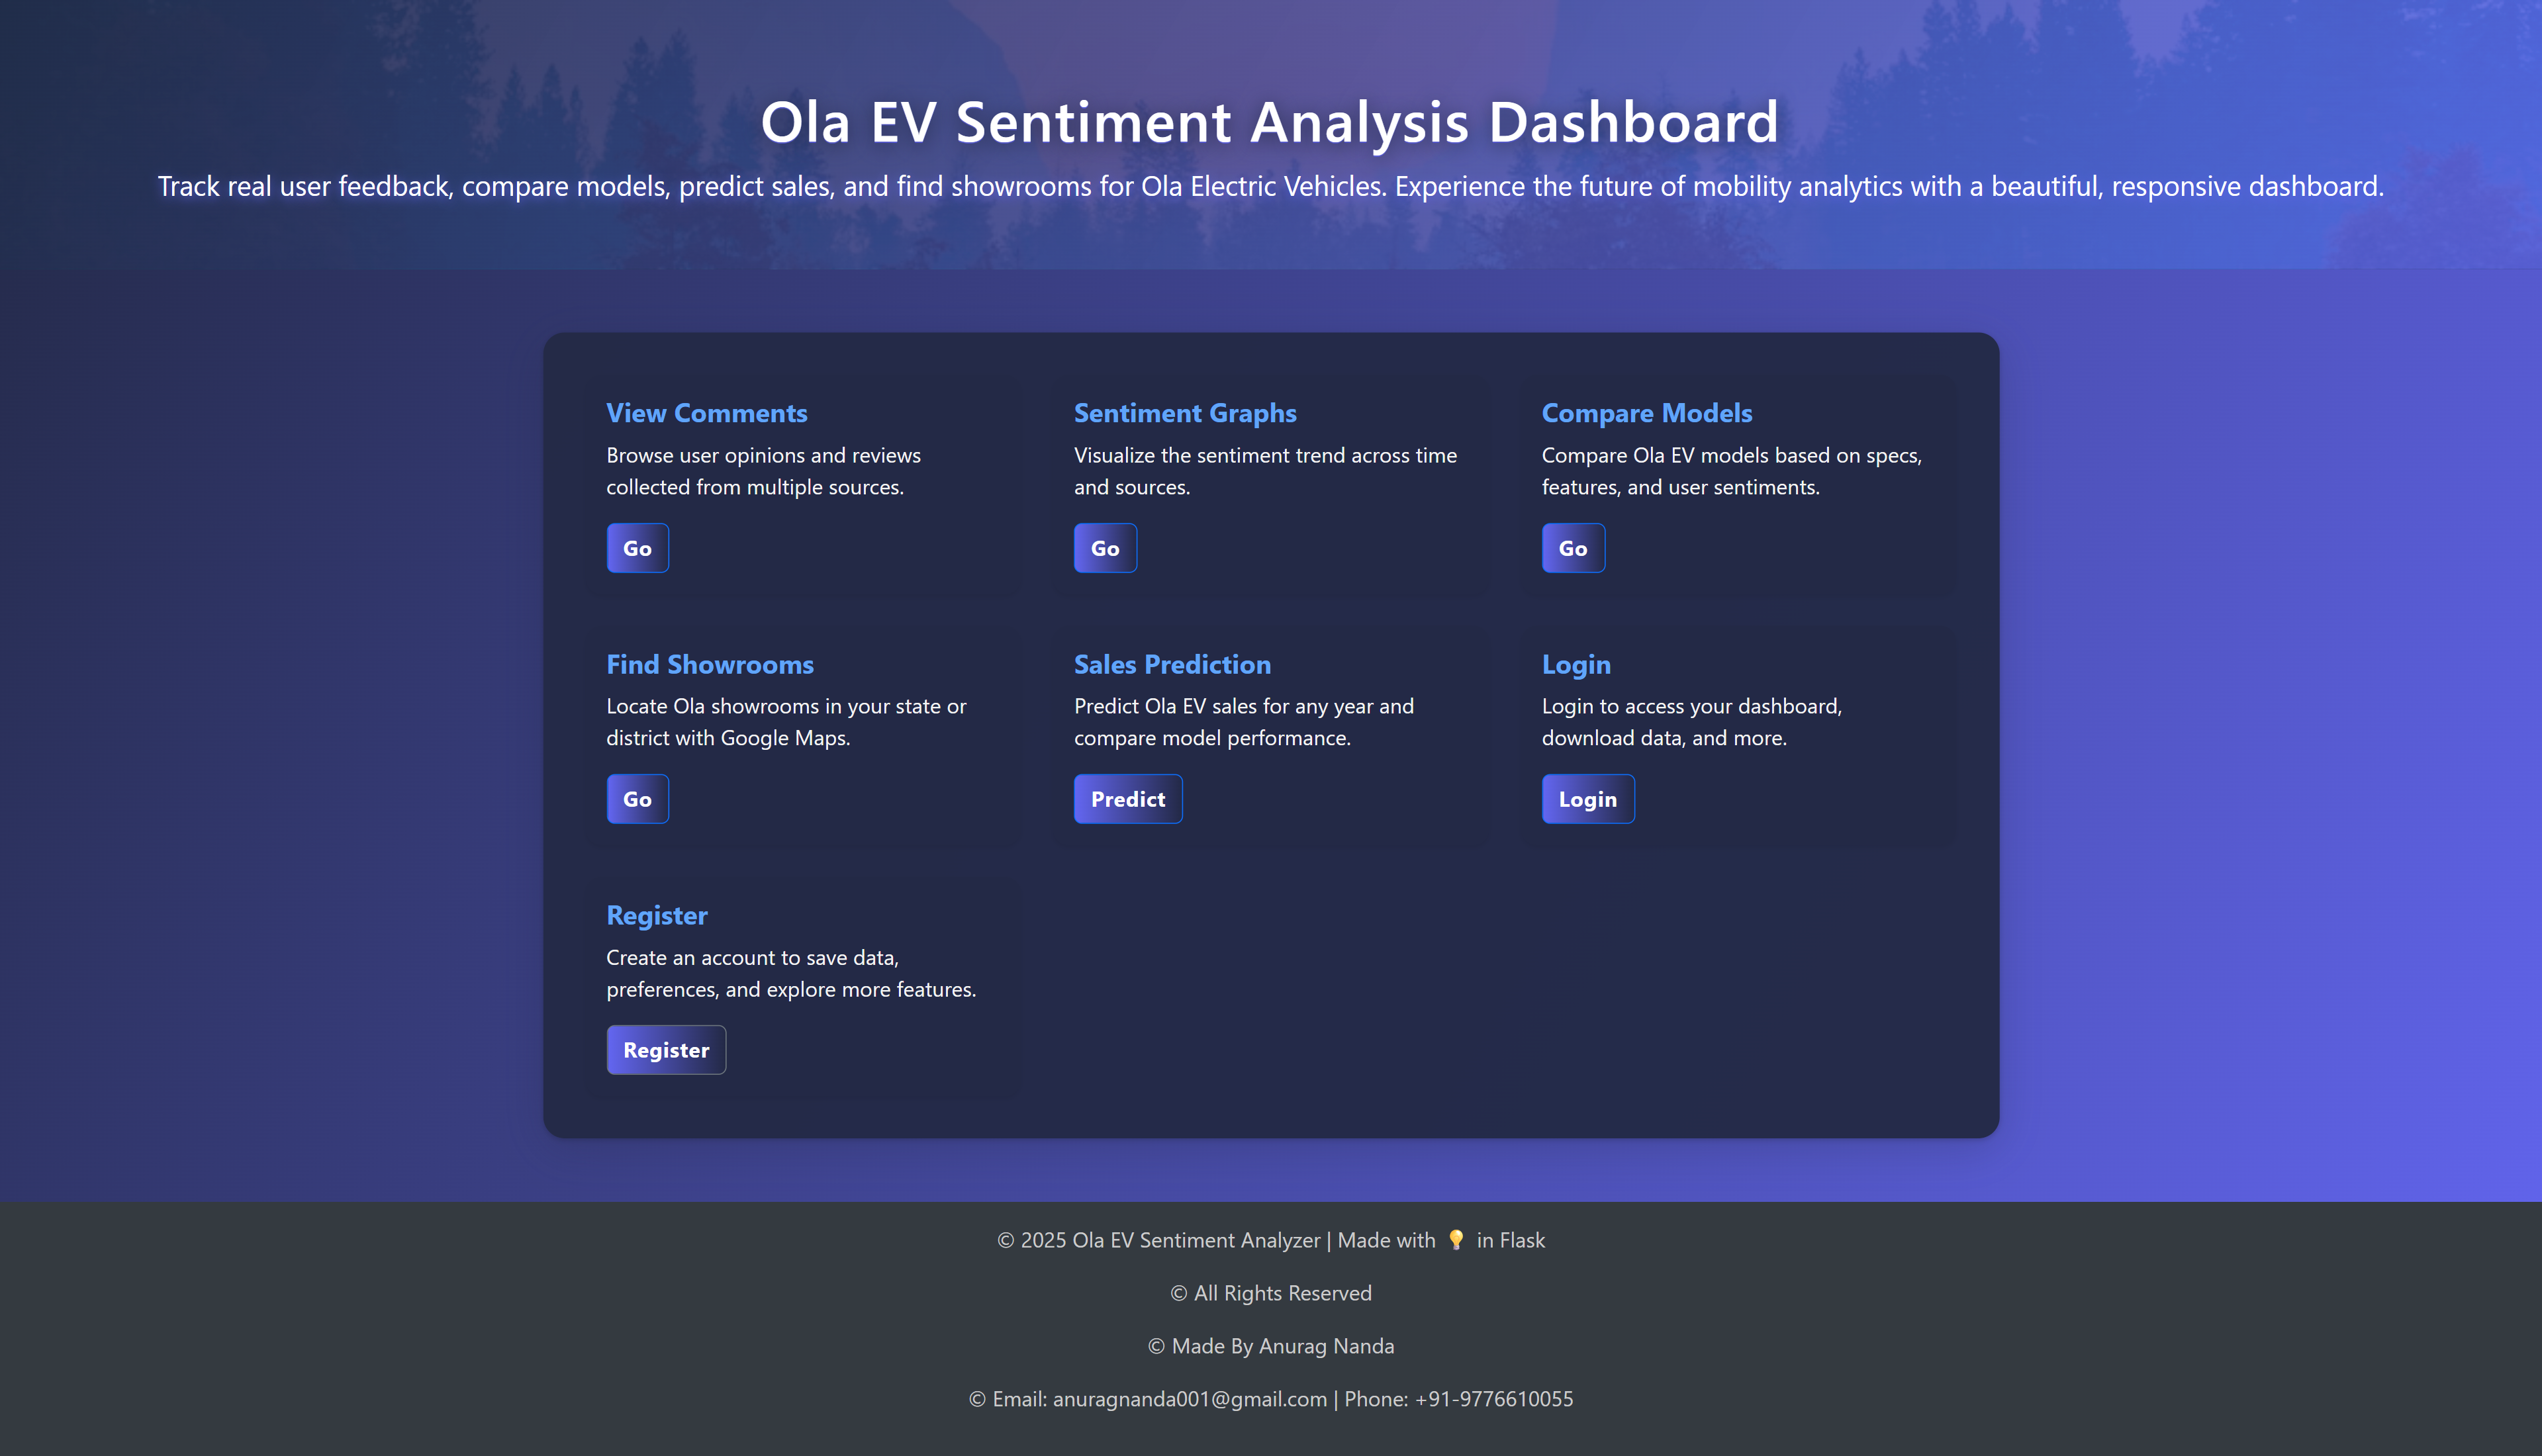 Ola EV Sentiment Analysis Dashboard
Track real user feedback, compare models, predict sales, and find showrooms for Ola Electric Vehicles. Experience the future of mobility analytics with a beautiful, responsive dashboard.
View Comments
Browse user opinions and reviews
collected from multiple sources.
Go
Sentiment Graphs
Visualize the sentiment trend across time
and sources.
Go
Compare Models
Compare Ola EV models based on specs,
features, and user sentiments.
Go
Find Showrooms
Locate Ola showrooms in your state or
district with Google Maps.
Go
Sales Prediction
Predict Ola EV sales for any year and
compare model performance.
Predict
Login
Login to access your dashboard,
download data, and more.
Login
Register
Create an account to save data,
preferences, and explore more features.
Register
© 2025 Ola EV Sentiment Analyzer | Made with 💡 in Flask
© All Rights Reserved
© Made By Anurag Nanda
© Email: anuragnanda001@gmail.com | Phone: +91-9776610055